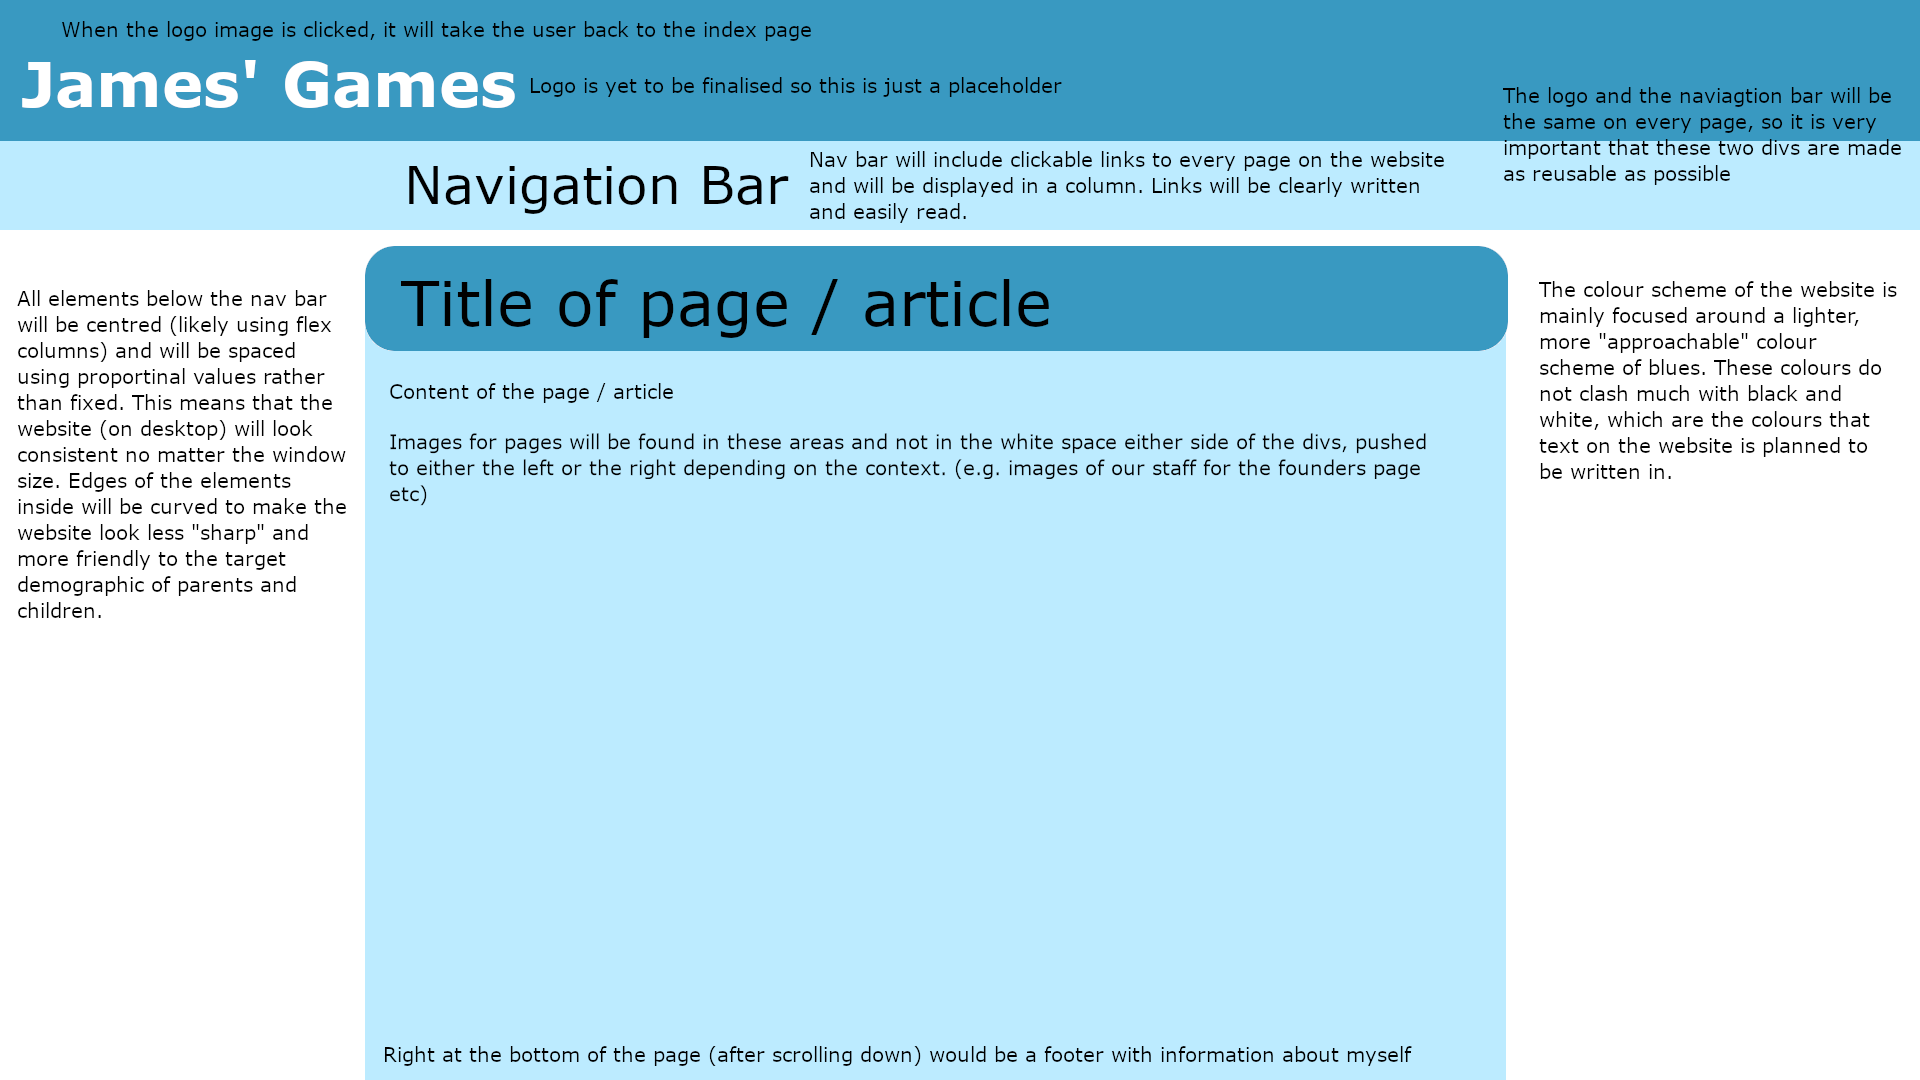 When the logo image is clicked, it will take the user back to the index page
James' Games
Logo is yet to be finalised so this is just a placeholder
The logo and the naviagtion bar will be
the same on every page, so it is very
important that these two divs are made
as reusable as possible
Navigation Bar
Nav bar will include clickable links to every page on the website
and will be displayed in a column. Links will be clearly written
and easily read.
Title of page / article
All elements below the nav bar
will be centred (likely using flex
columns) and will be spaced
using proportinal values rather
than fixed. This means that the
website (on desktop) will look
consistent no matter the window
size. Edges of the elements
inside will be curved to make the
website look less "sharp" and
more friendly to the target
demographic of parents and
children.
Content of the page / article
Images for pages will be found in these areas and not in the white space either side of the divs, pushed
to either the left or the right depending on the context. (e.g. images of our staff for the founders page
etc)
The colour scheme of the website is
mainly focused around a lighter,
more "approachable" colour
scheme of blues. These colours do
not clash much with black and
white, which are the colours that
text on the website is planned to
be written in.
Right at the bottom of the page (after scrolling down) would be a footer with information about myself